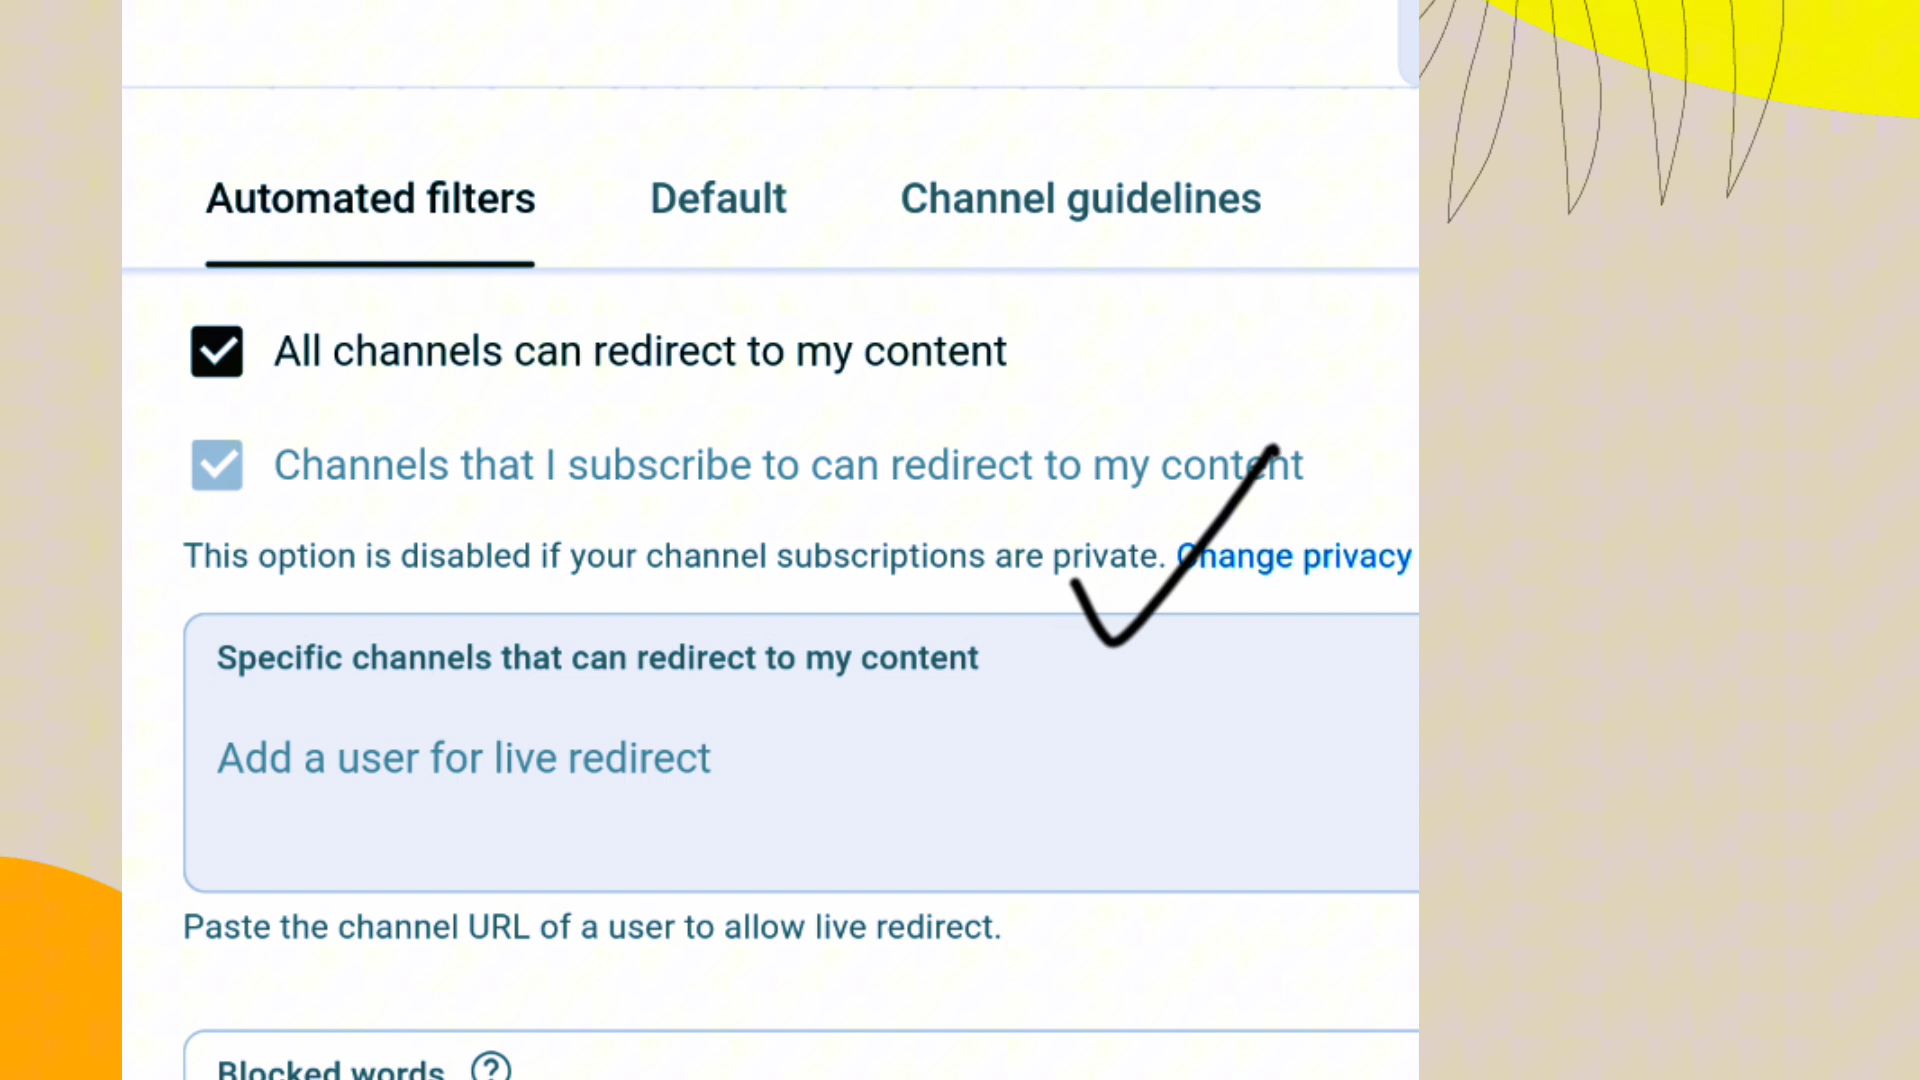 Automated filters Default Channel guidelines
All channels can redirect to my content
Channels that I subscribe to can redirect to my content
This option is disabled if your channel subscriptions are private. Change privacy
Specific channels that can redirect to my content
Add a user for live redirect
Paste the channel URL of a user to allow live redirect.
Blocked words